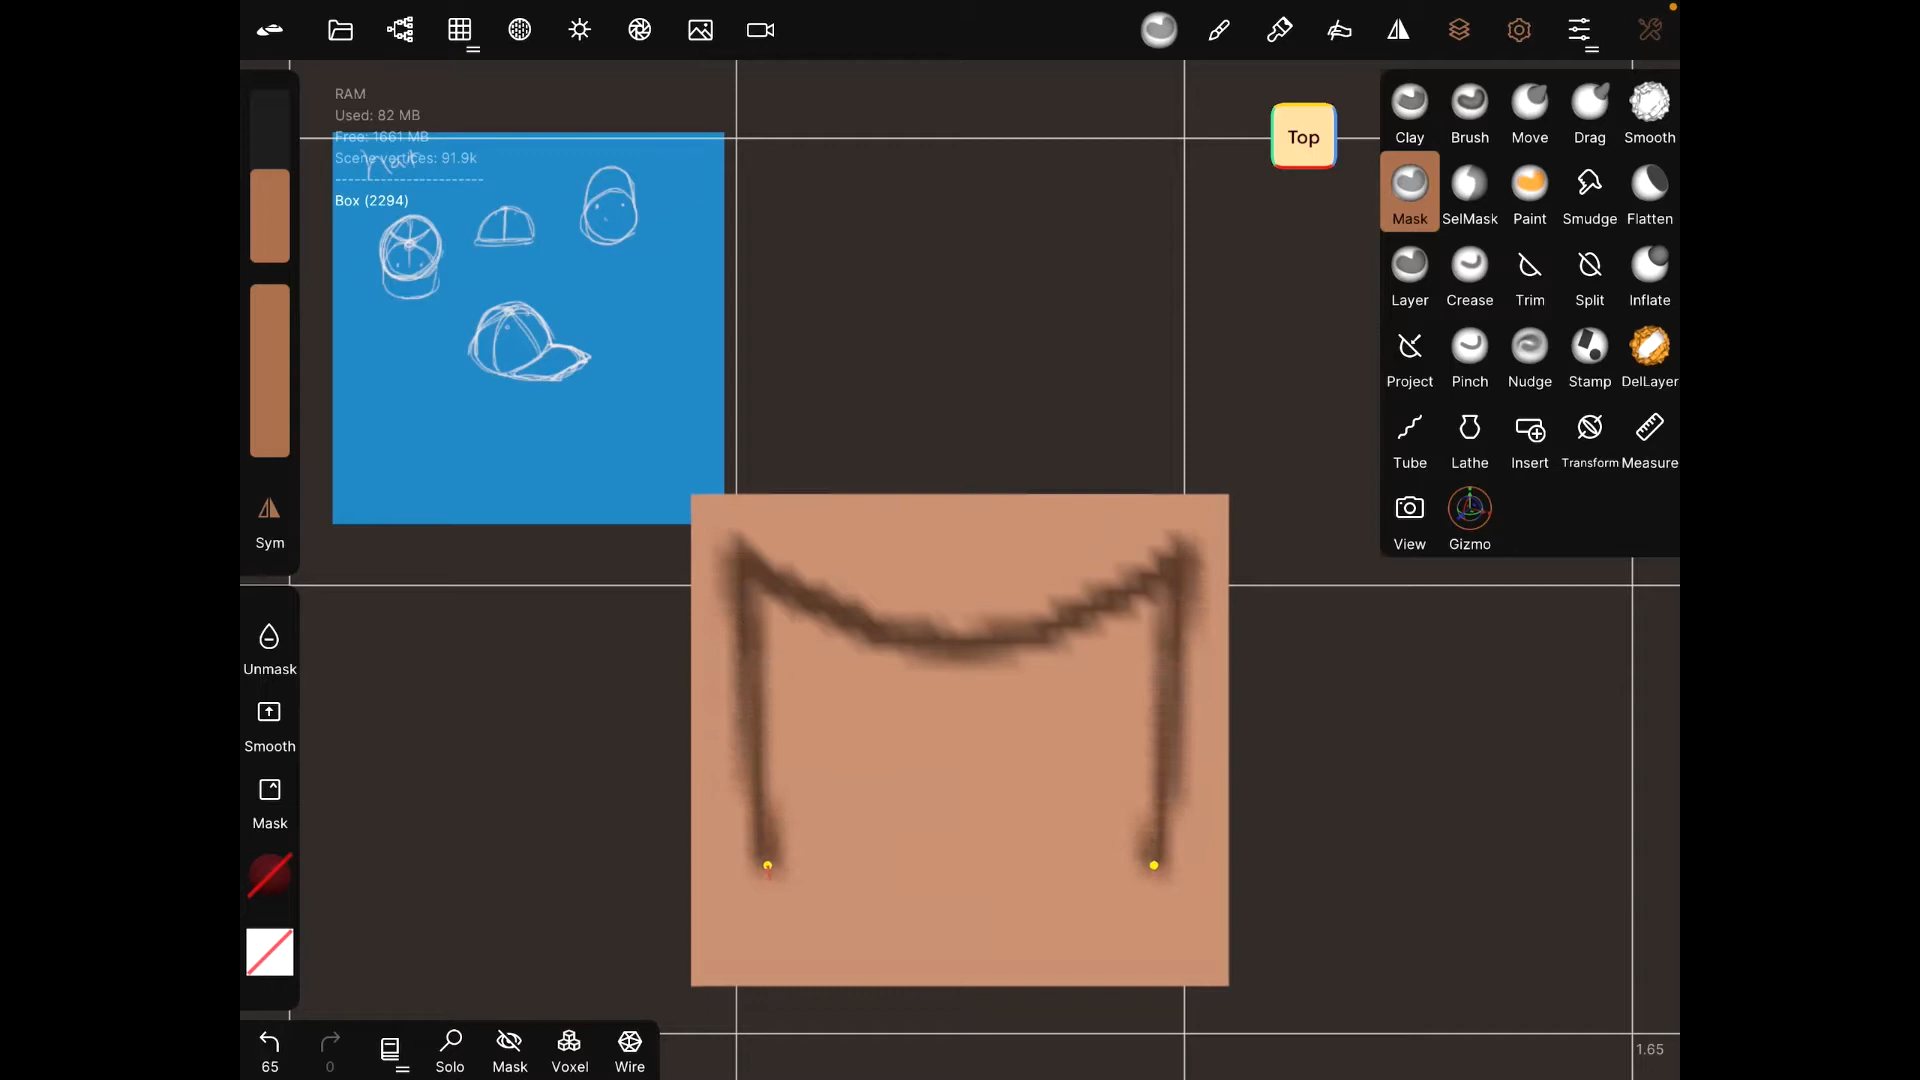 RAM
Used: 82 MB
Free: 1661 MB
Scene vertices: 91.9k
Hat
Box (2294)
Top
Clay Brush Move Drag Smooth
Mask SelMask Paint Smudge Flatten
Layer Crease Trim Split Inflate
Project Pinch Nudge Stamp DelLayer
Tube Lathe Insert Transform Measure
View Gizmo
Sym
Unmask
Smooth
Mask
65 0 Solo Mask Voxel Wire
1.65